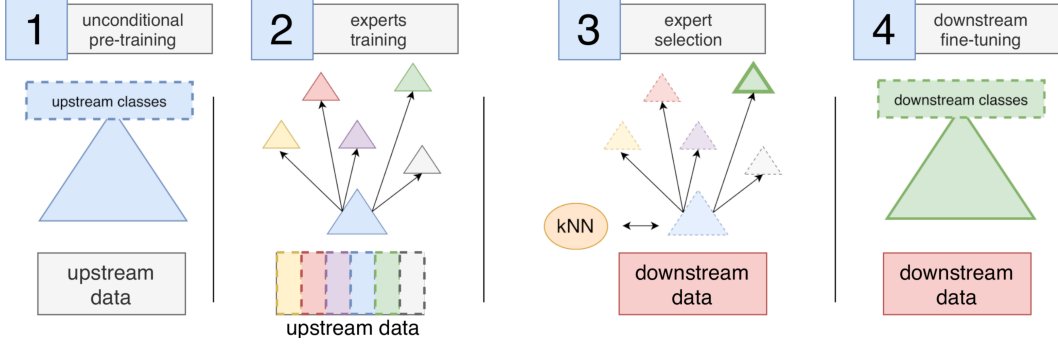 1
unconditional
pre-training
upstream classes
upstream
data
2
experts
training
upstream data
3
expert
selection
kNN
downstream
data
4
downstream
fine-tuning
downstream classes
downstream
data